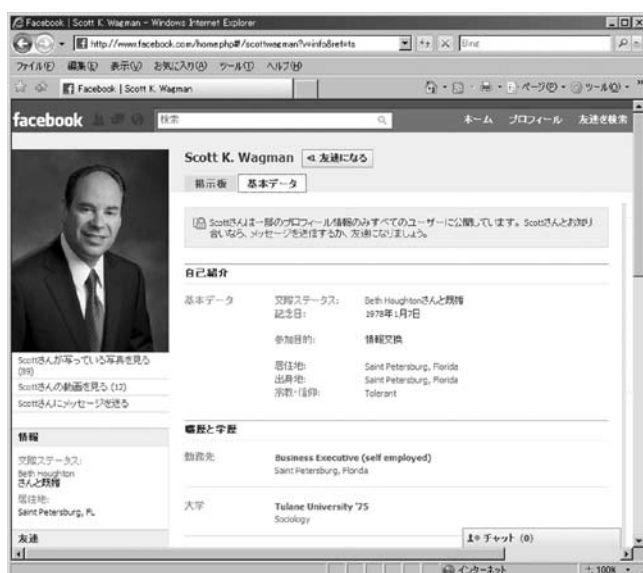 Facebook | Scott K. Wagman - Windows Internet Explorer
http://www.facebook.com/home.php#/scottwagman?v=info&ref=ts
Bing
ファイル(F) 編集(E) 表示(V) お気に入り(A) ツール(T) ヘルプ(H)
Facebook | Scott K. Wagman
ページ(P) ツール(O)
facebook 検索 ホーム プロフィール 友達を検索
Scott K. Wagman 友達になる
掲示板 基本データ
Scottさんは一部のプロフィール情報のみすべてのユーザーに公開しています。Scottさんとお知り
合いなら、メッセージを送信するか、友達になりましょう。
自己紹介
基本データ 交際ステータス: Beth Houghtonさんと既婚
記念日: 1978年1月7日
参加目的: 情報交換
居住地: Saint Petersburg, Florida
出身地: Saint Petersburg, Florida
宗教・信仰: Tolerant
職歴と学歴
勤務先 Business Executive (self employed)
Saint Petersburg, Florida
大学 Tulane University '75
Sociology
Scottさんが写っている写真を見る
(89)
Scottさんの動画を見る (12)
Scottさんにメッセージを送る
情報
交際ステータス:
Beth Houghton
さんと既婚
居住地:
Saint Petersburg, FL
友達
チャット (0)
インターネット 100%